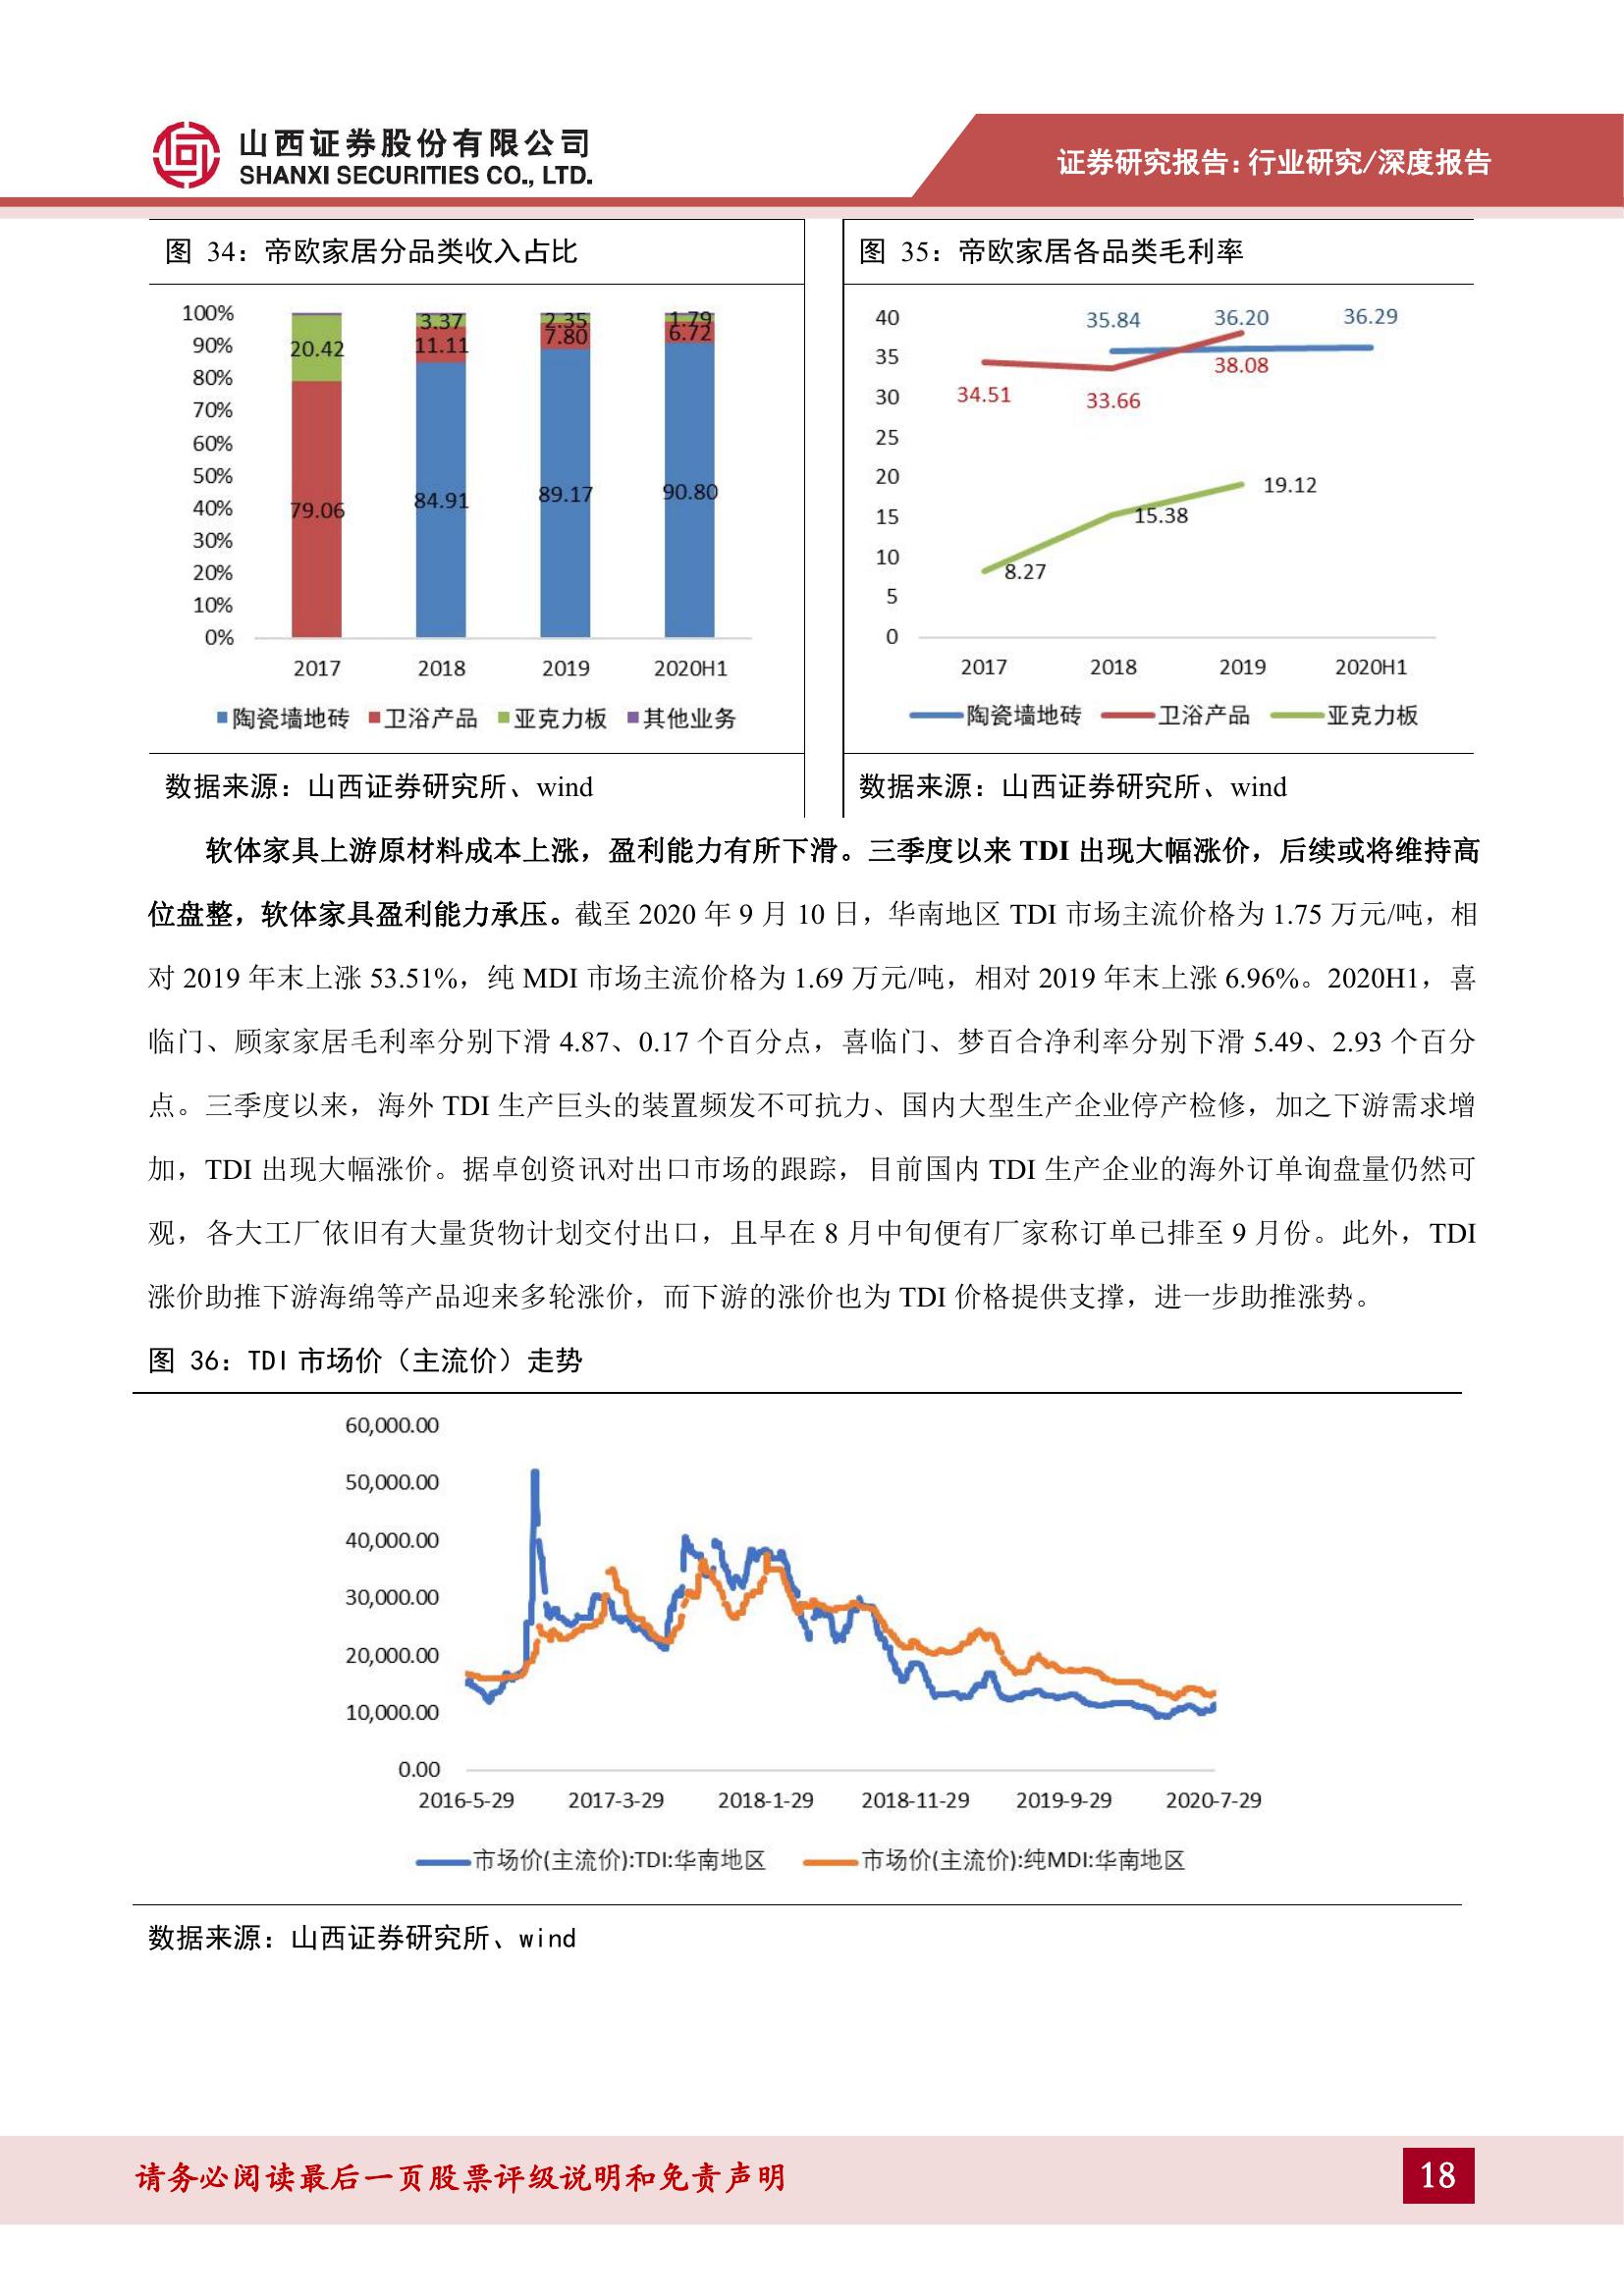 山西证券股份有限公司
SHANXI SECURITIES CO., LTD.
证券研究报告：行业研究/深度报告
图 34：帝欧家居分品类收入占比
100%
90%
80%
70%
60%
50%
40%
30%
20%
10%
0%
20.42
79.06
3.37
11.11
84.91
2.35
7.80
89.17
1.79
6.72
90.80
2017 2018 2019 2020H1
陶瓷墙地砖 卫浴产品 亚克力板 其他业务
数据来源：山西证券研究所、wind
图 35：帝欧家居各品类毛利率
40
35
30
25
20
15
10
5
0
35.84 36.20 36.29
34.51 33.66 38.08
8.27 15.38 19.12
2017 2018 2019 2020H1
陶瓷墙地砖 卫浴产品 亚克力板
数据来源：山西证券研究所、wind
软体家具上游原材料成本上涨，盈利能力有所下滑。三季度以来 TDI 出现大幅涨价，后续或将维持高
位盘整，软体家具盈利能力承压。截至 2020 年 9 月 10 日，华南地区 TDI 市场主流价格为 1.75 万元/吨，相
对 2019 年末上涨 53.51%，纯 MDI 市场主流价格为 1.69 万元/吨，相对 2019 年末上涨 6.96%。2020H1，喜
临门、顾家家居毛利率分别下滑 4.87、0.17 个百分点，喜临门、梦百合净利率分别下滑 5.49、2.93 个百分
点。三季度以来，海外 TDI 生产巨头的装置频发不可抗力、国内大型生产企业停产检修，加之下游需求增
加，TDI 出现大幅涨价。据卓创资讯对出口市场的跟踪，目前国内 TDI 生产企业的海外订单询盘量仍然可
观，各大工厂依旧有大量货物计划交付出口，且早在 8 月中旬便有厂家称订单已排至 9 月份。此外，TDI
涨价助推下游海绵等产品迎来多轮涨价，而下游的涨价也为 TDI 价格提供支撑，进一步助推涨势。
图 36：TDI 市场价（主流价）走势
60,000.00
50,000.00
40,000.00
30,000.00
20,000.00
10,000.00
0.00
2016-5-29 2017-3-29 2018-1-29 2018-11-29 2019-9-29 2020-7-29
市场价(主流价):TDI:华南地区 市场价(主流价):纯MDI:华南地区
数据来源：山西证券研究所、wind
请务必阅读最后一页股票评级说明和免责声明
18